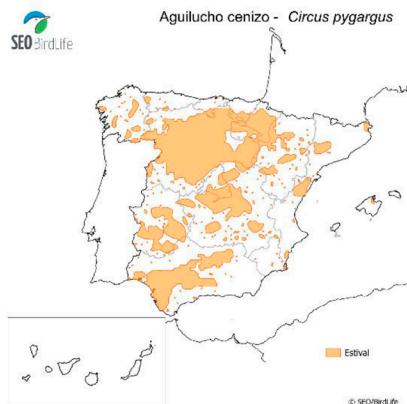 Aguilucho cenizo - Circus pygargus
SEO BirdLife
Estival
© SEO/BirdLife